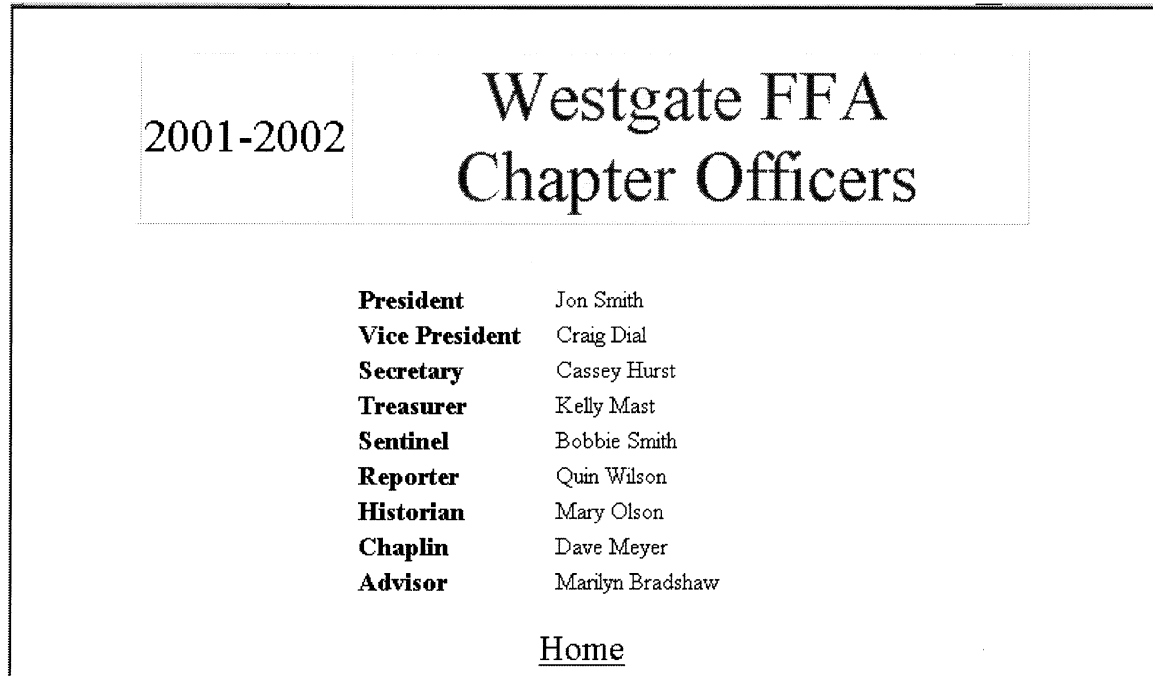 2001-2002
Westgate FFA
Chapter Officers
President Jon Smith
Vice President Craig Dial
Secretary Cassey Hurst
Treasurer Kelly Mast
Sentinel Bobbie Smith
Reporter Quin Wilson
Historian Mary Olson
Chaplin Dave Meyer
Advisor Marilyn Bradshaw
Home